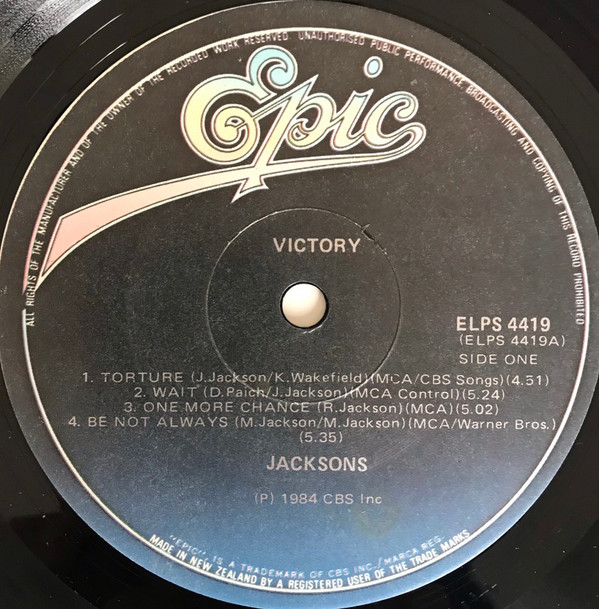 ALL RIGHTS OF THE MANUFACTURER AND OF THE OWNER OF THE RECORDED WORK RESERVED. UNAUTHORISED PUBLIC PERFORMANCE BROADCASTING AND COPYING OF THIS RECORD PROHIBITED
Epic
VICTORY
ELPS 4419
(ELPS 4419A)
SIDE ONE
1. TORTURE (J.Jackson/K.Wakefield)(MCA/CBS Songs)(4.51)
2. WAIT (D.Paich/J.Jackson)(MCA Control)(5.24)
3. ONE MORE CHANCE (R.Jackson)(MCA)(5.02)
4. BE NOT ALWAYS (M.Jackson/M.Jackson)(MCA/Warner Bros.)
(5.35)
JACKSONS
(P) 1984 CBS Inc
"EPIC" IS A TRADEMARK OF CBS INC./MARCA REG.
MADE IN NEW ZEALAND BY A REGISTERED USER OF THE TRADE MARKS